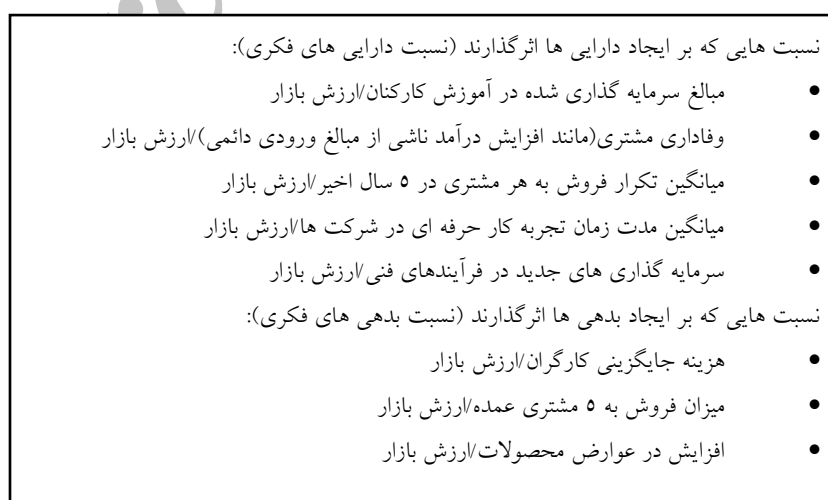 نسبت هایی که بر ایجاد دارایی ها اثرگذارند (نسبت دارایی های فکری):
• مبالغ سرمایه گذاری شده در آموزش کارکنان/ارزش بازار
• وفاداری مشتری(مانند افزایش درآمد ناشی از مبالغ ورودی دائمی)/ارزش بازار
• میانگین تکرار فروش به هر مشتری در ۵ سال اخیر/ارزش بازار
• میانگین مدت زمان تجربه کار حرفه ای در شرکت ها/ارزش بازار
• سرمایه گذاری های جدید در فرآیندهای فنی/ارزش بازار
نسبت هایی که بر ایجاد بدهی ها اثرگذارند (نسبت بدهی های فکری):
• هزینه جایگزینی کارگران/ارزش بازار
• میزان فروش به ۵ مشتری عمده/ارزش بازار
• افزایش در عوارض محصولات/ارزش بازار